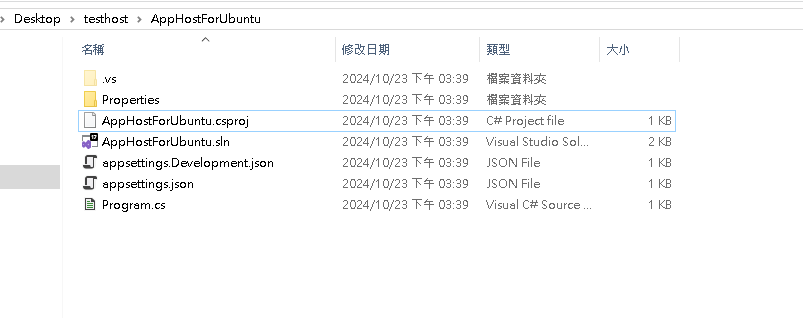 Desktop > testhost > AppHostForUbuntu
名稱 修改日期 類型 大小
.vs 2024/10/23 下午 03:39 檔案資料夾
Properties 2024/10/23 下午 03:39 檔案資料夾
AppHostForUbuntu.csproj 2024/10/23 下午 03:39 C# Project file 1 KB
AppHostForUbuntu.sln 2024/10/23 下午 03:39 Visual Studio Sol... 2 KB
appsettings.Development.json 2024/10/23 下午 03:39 JSON File 1 KB
appsettings.json 2024/10/23 下午 03:39 JSON File 1 KB
Program.cs 2024/10/23 下午 03:39 Visual C# Source ... 1 KB